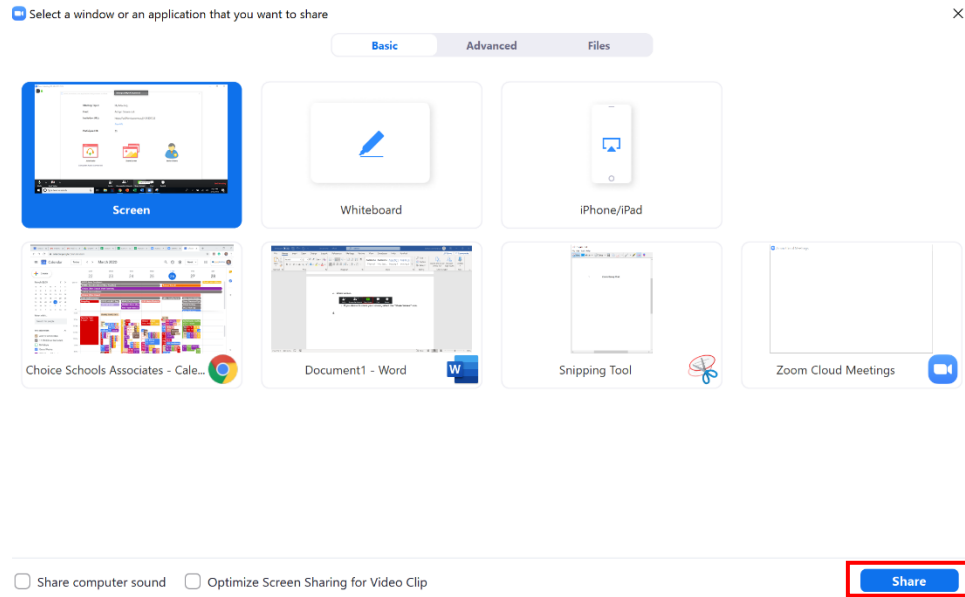 Select a window or an application that you want to share
Basic Advanced Files
Screen Whiteboard iPhone/iPad
Choice Schools Associates - Cale... Document1 - Word Snipping Tool Zoom Cloud Meetings
Share computer sound Optimize Screen Sharing for Video Clip Share